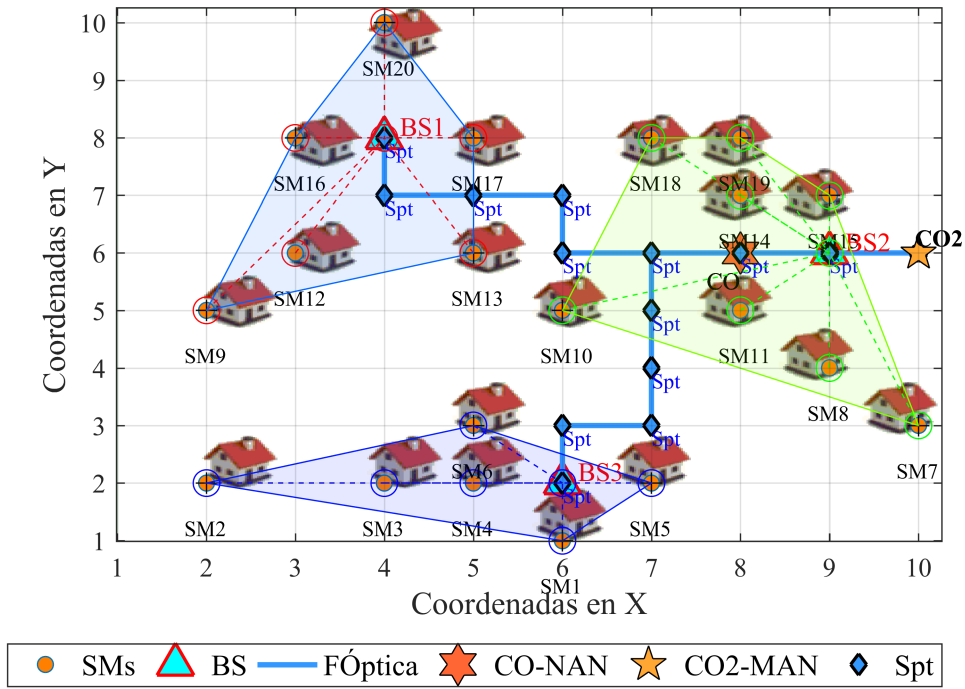 Coordenadas en Y
10
9
8
7
6
5
4
3
2
1
SM20
BS1
Spt
SM16
SM17
SM18
SM19
Spt
Spt
Spt
SM12
SM13
Spt
Spt
SM14
SM15
BS2
CO2
Spt
Spt
CO
SM9
SM10
Spt
SM11
Spt
SM8
SM7
Spt
Spt
SM6
BS3
Spt
SM2
SM3
SM4
SM5
SM1
1 2 3 4 5 6 7 8 9 10
Coordenadas en X
SMs BS FÓptica CO-NAN CO2-MAN Spt